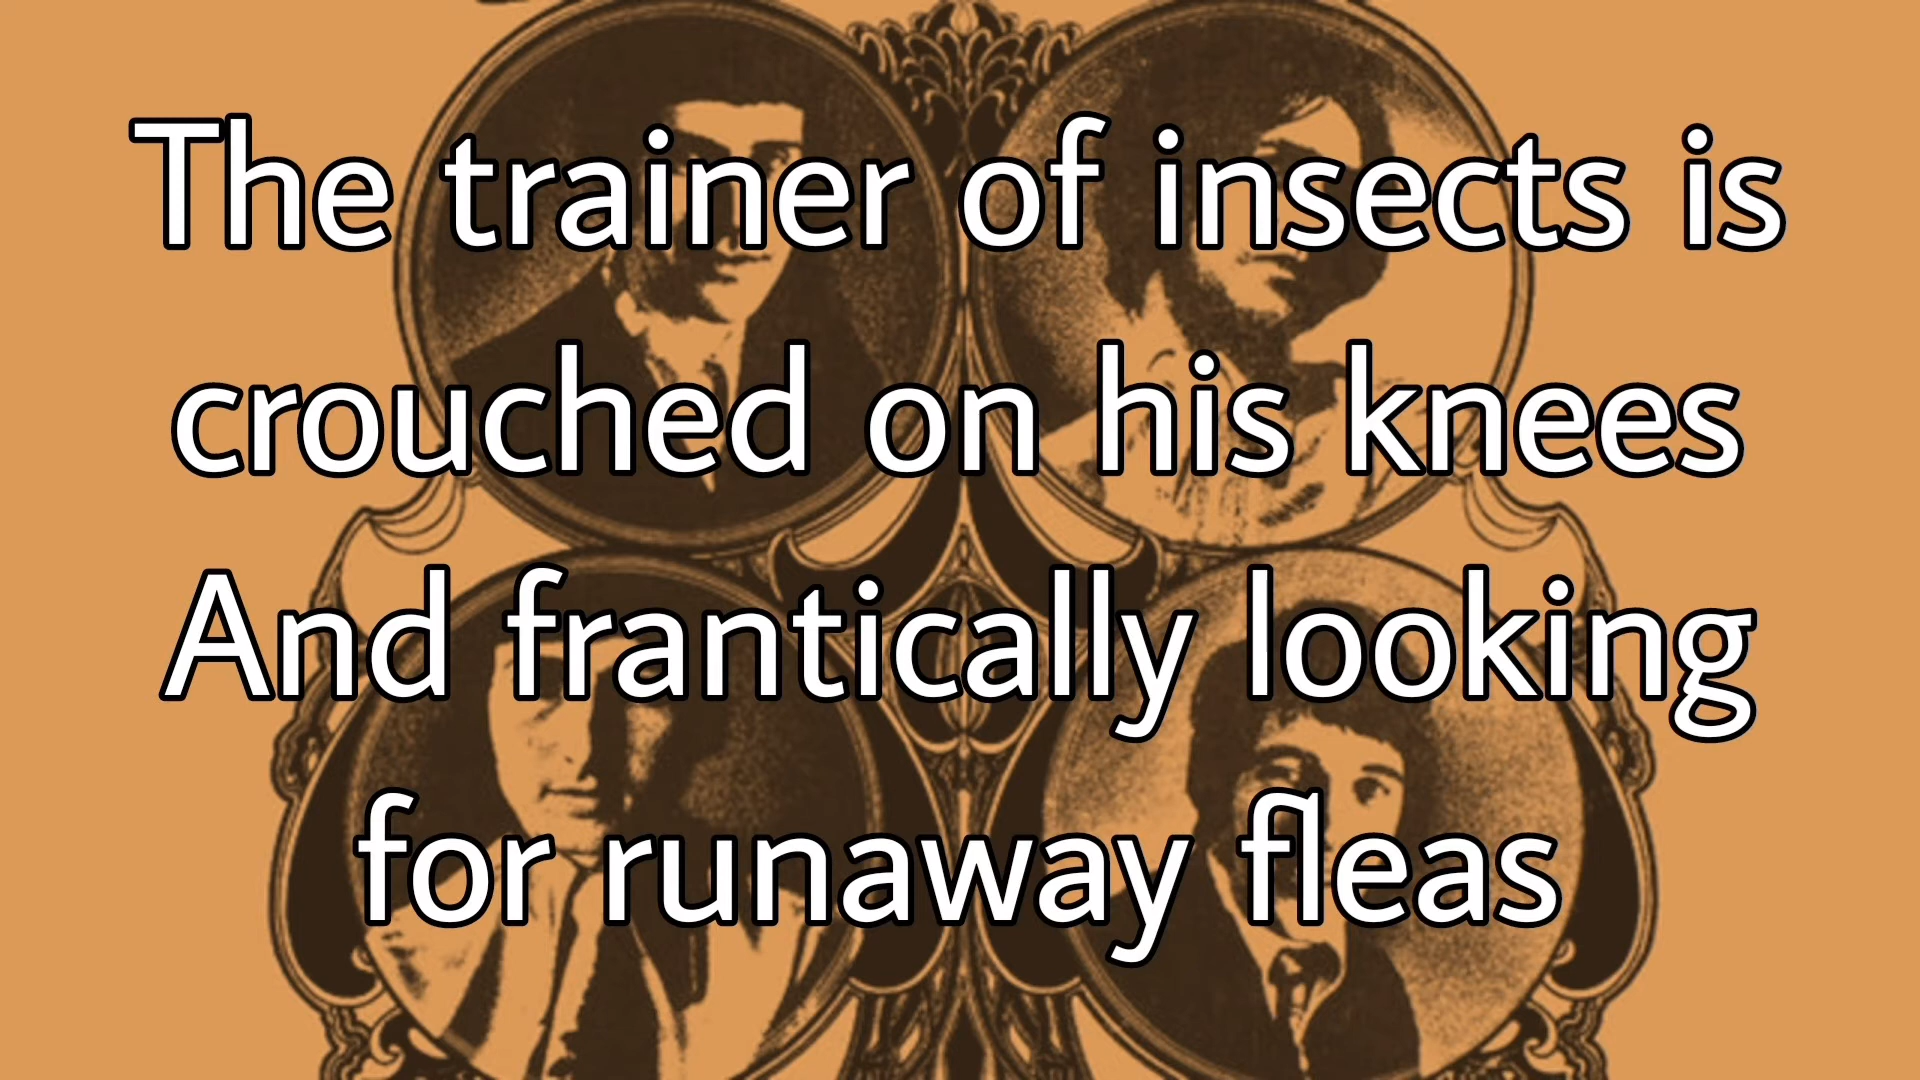 The trainer of insects is
crouched on his knees
And frantically looking
for runaway fleas